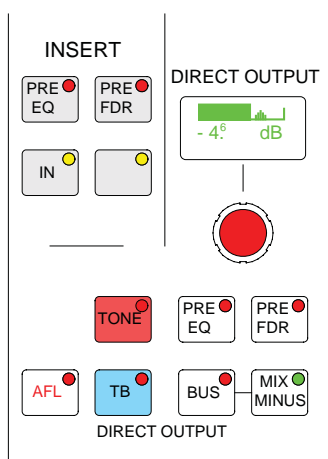 INSERT
PRE EQ
PRE FDR
IN
DIRECT OUTPUT
- 4.6 dB
TONE
PRE EQ
PRE FDR
AFL
TB
BUS
MIX MINUS
DIRECT OUTPUT